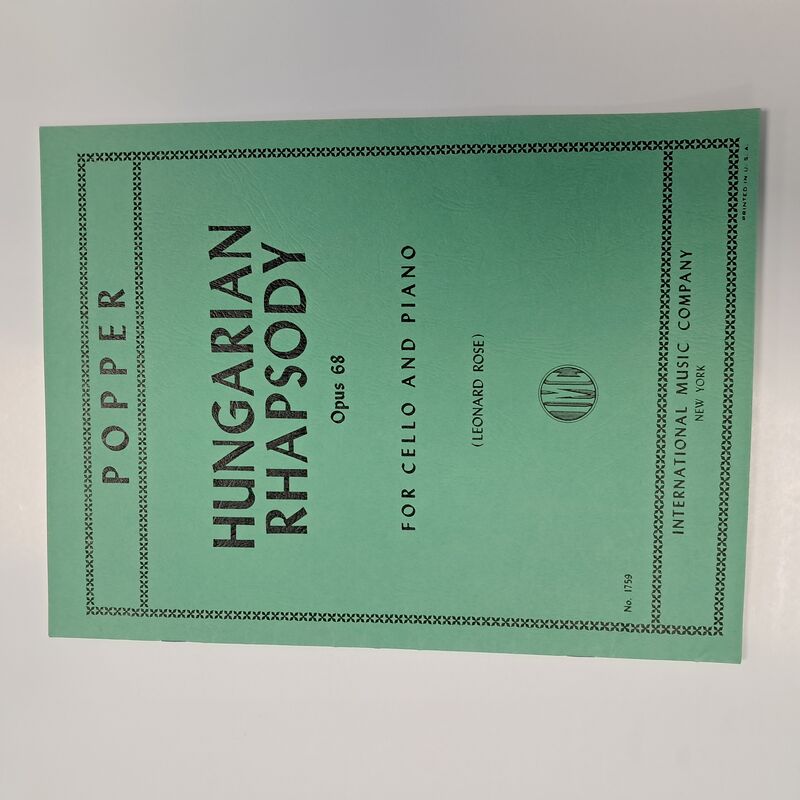 POPPER
HUNGARIAN
RHAPSODY
Opus 68
FOR CELLO AND PIANO
(LEONARD ROSE)
IMC
No. 1759
INTERNATIONAL MUSIC COMPANY
NEW YORK
PRINTED IN U. S. A.